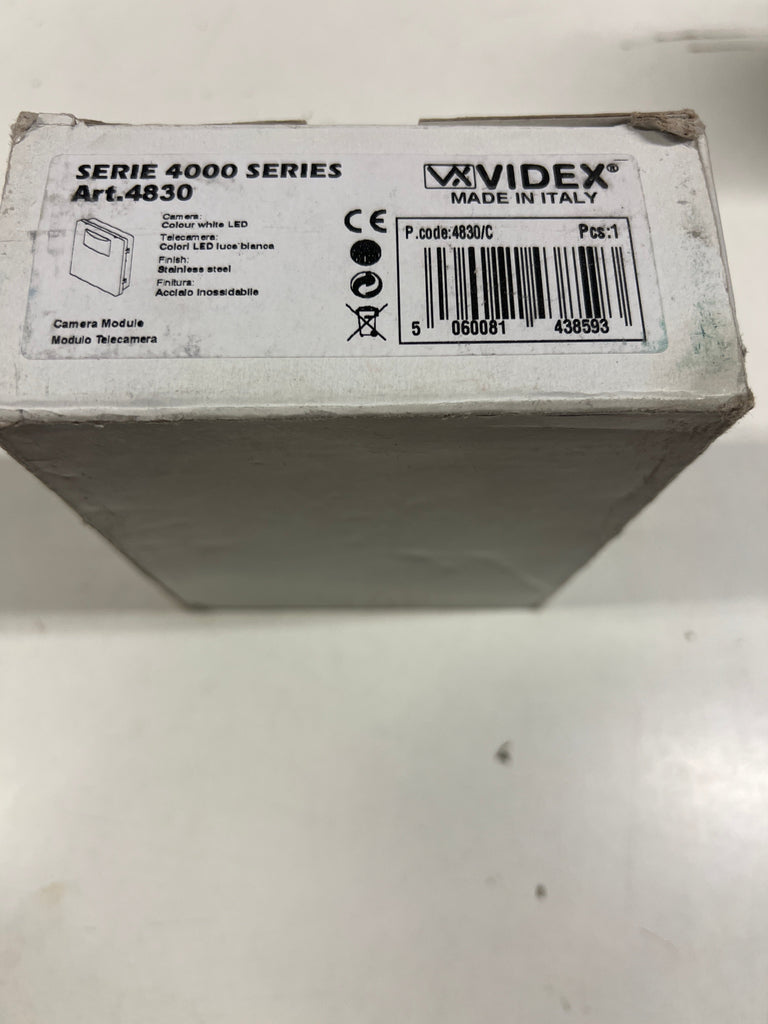 SERIE 4000 SERIES
Art.4830
Camera:
Colour white LED
Telecamera:
Colori LED luce bianca
Finish:
Stainless steel
Finitura:
Acciaio inossidabile
Camera Module
Modulo Telecamera
CE
VX VIDEX®
MADE IN ITALY
P.code:4830/C Pcs:1
5 060081 438593